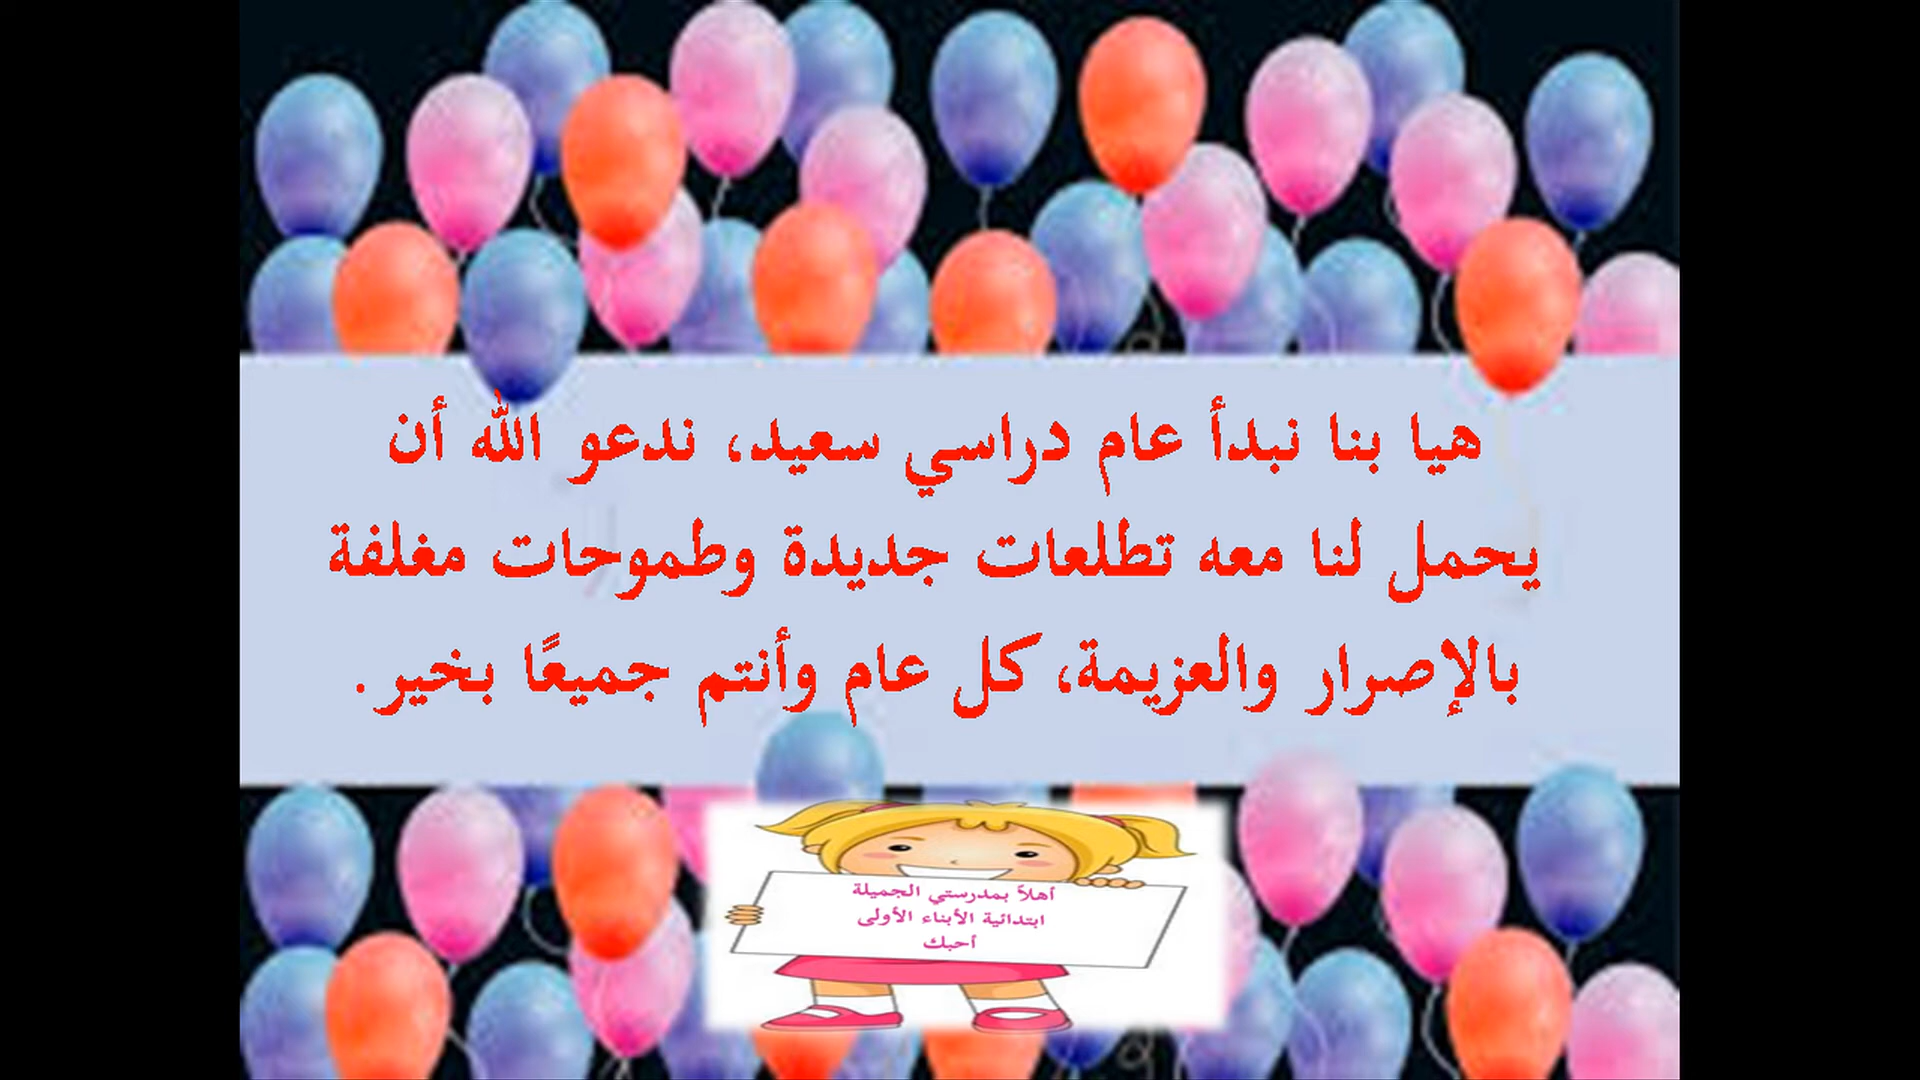 هيا بنا نبدأ عام دراسي سعيد، ندعو الله أن
يحمل لنا معه تطلعات جديدة وطموحات مغلفة
بالإصرار والعزيمة، كل عام وأنتم جميعًا بخير.
أهلاً بمدرستي الجميلة
ابتدائية الأبناء الأولى
أحبك